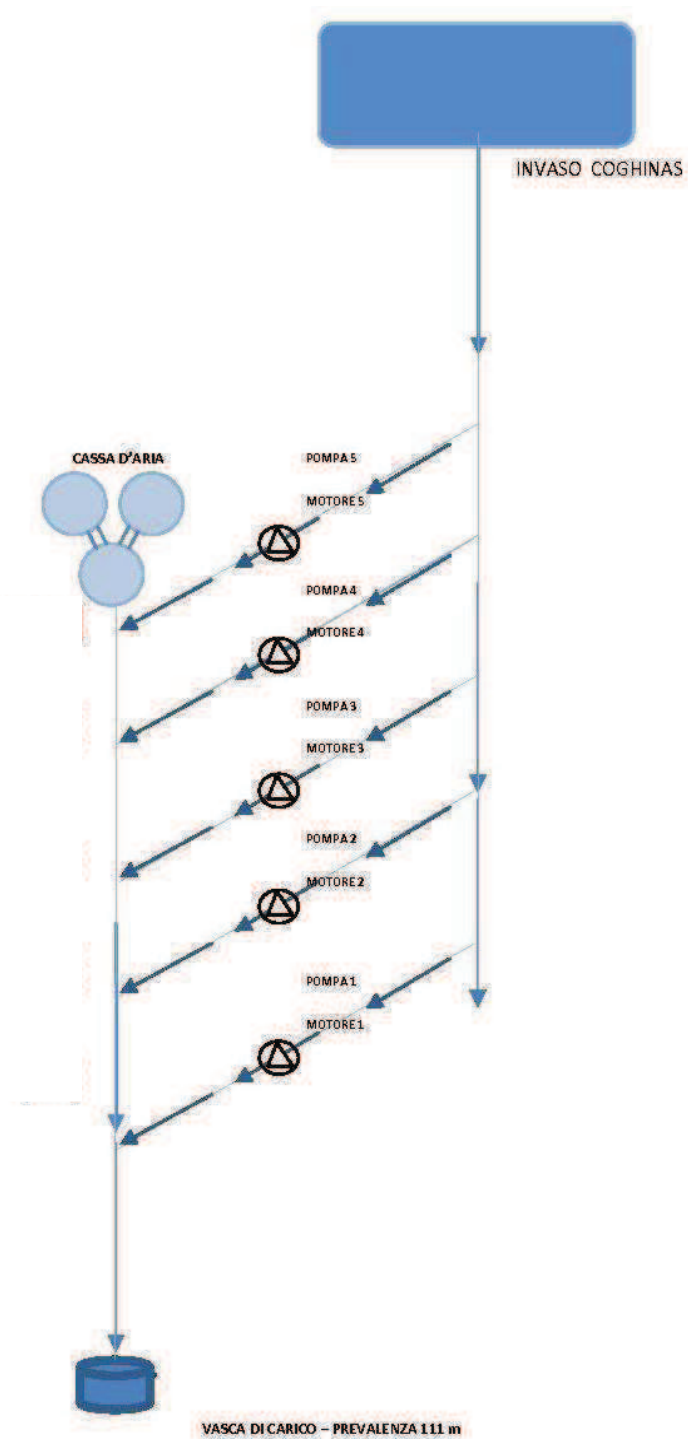 INVASO COGHINAS
CASSA D'ARIA
POMPA 5
MOTORE 5
POMPA 4
MOTORE 4
POMPA 3
MOTORE 3
POMPA 2
MOTORE 2
POMPA 1
MOTORE 1
VASCA DI CARICO – PREVALENZA 111 m